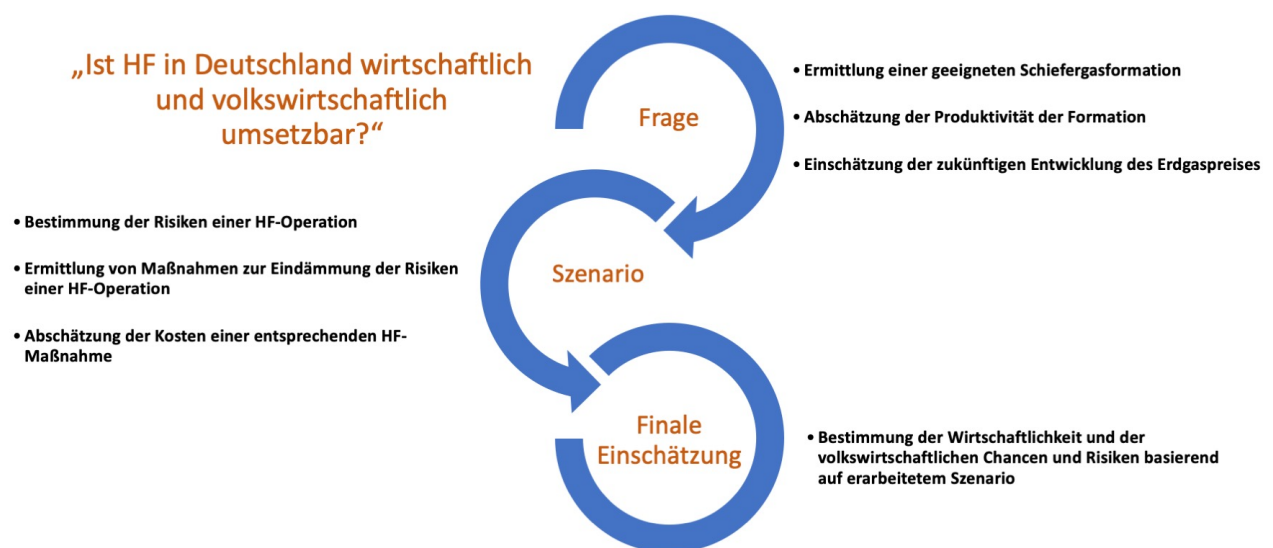 „Ist HF in Deutschland wirtschaftlich
und volkswirtschaftlich
umsetzbar?“
Frage
• Ermittlung einer geeigneten Schiefergasformation
• Abschätzung der Produktivität der Formation
• Einschätzung der zukünftigen Entwicklung des Erdgaspreises
• Bestimmung der Risiken einer HF-Operation
• Ermittlung von Maßnahmen zur Eindämmung der Risiken
einer HF-Operation
• Abschätzung der Kosten einer entsprechenden HF-
Maßnahme
Szenario
Finale
Einschätzung
• Bestimmung der Wirtschaftlichkeit und der
volkswirtschaftlichen Chancen und Risiken basierend
auf erarbeitetem Szenario